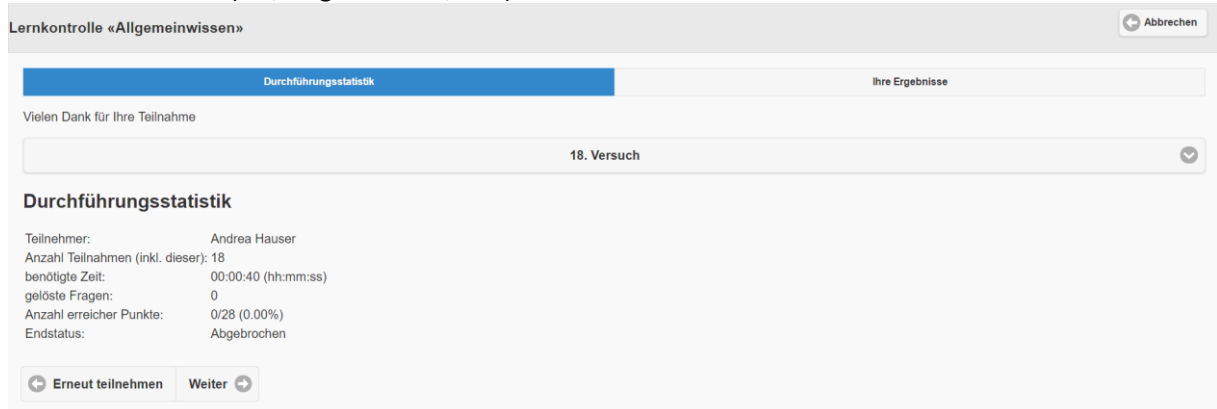 Lernkontrolle «Allgemeinwissen»
Abbrechen
Durchführungsstatistik
Ihre Ergebnisse
Vielen Dank für Ihre Teilnahme
18. Versuch
Durchführungsstatistik
Teilnehmer: Andrea Hauser
Anzahl Teilnahmen (inkl. dieser): 18
benötigte Zeit: 00:00:40 (hh:mm:ss)
gelöste Fragen: 0
Anzahl erreicher Punkte: 0/28 (0.00%)
Endstatus: Abgebrochen
Erneut teilnehmen Weiter